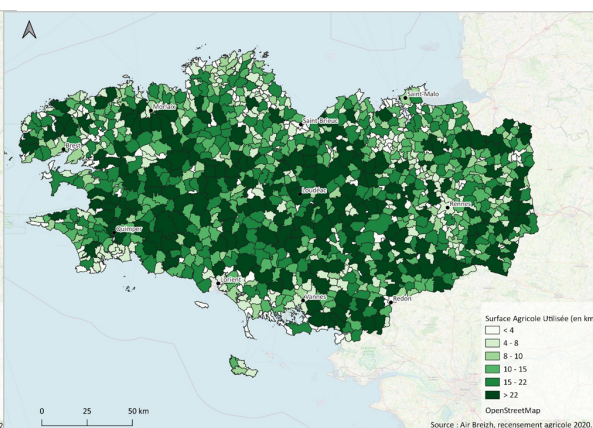 Saint-Malo
Morlaix
Saint Brieuc
Brest
Loudéac
Rennes
Quimper
Lorient
Vannes
Redon
Surface Agricole Utilisée (en km
< 4
4 - 8
8 - 10
10 - 15
15 - 22
> 22
OpenStreetMap
0 25 50 km
Source : Air Breizh, recensement agricole 2020.